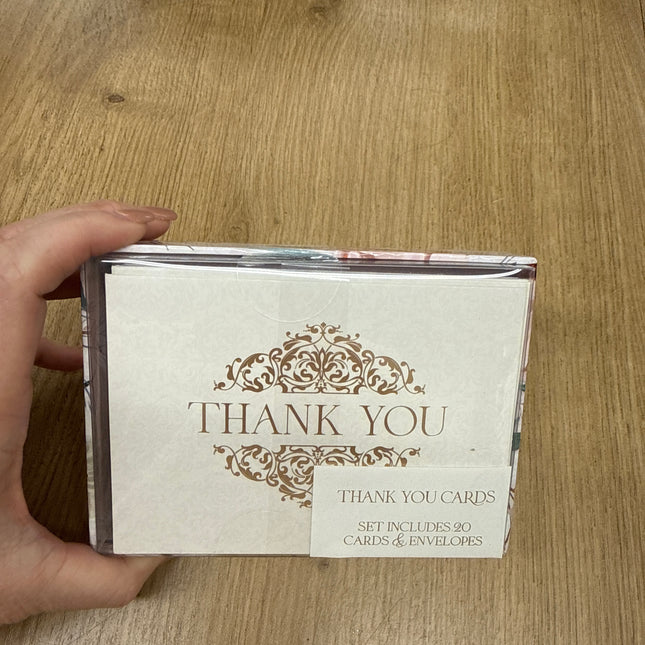 THANK YOU
THANK YOU CARDS
SET INCLUDES 20
CARDS & ENVELOPES